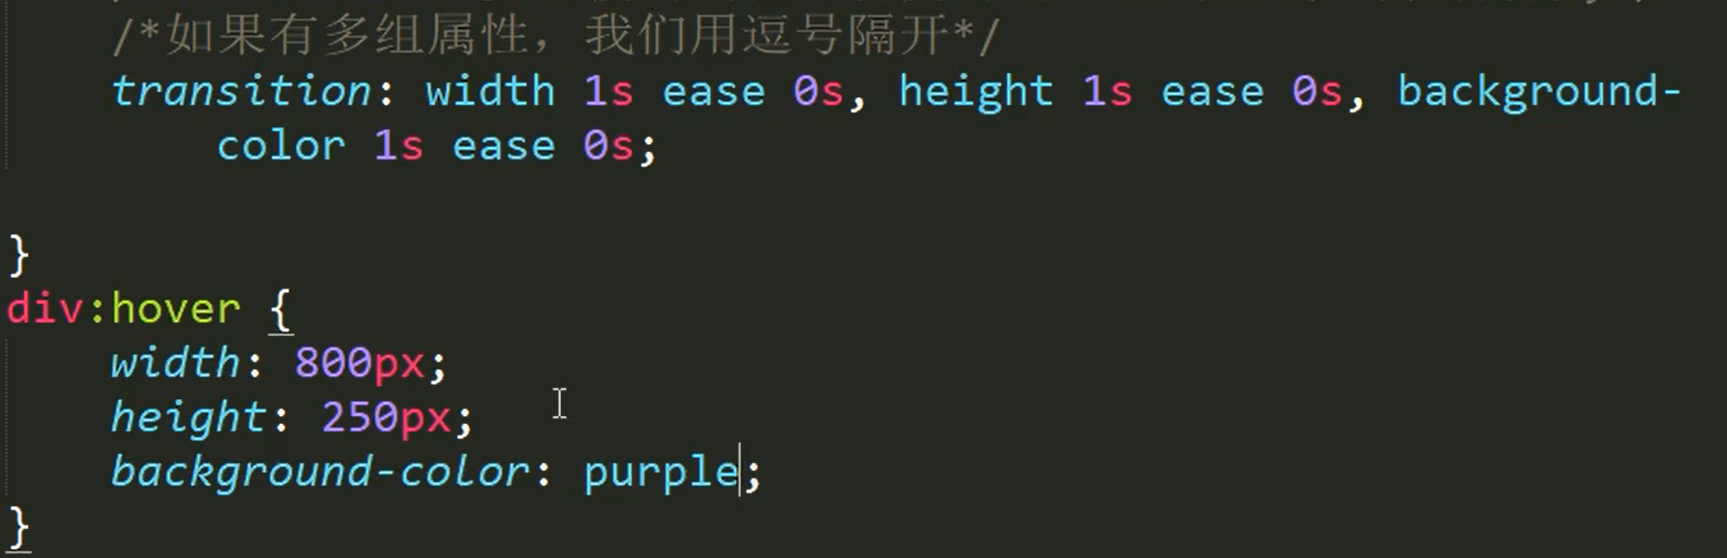 /*如果有多组属性，我们用逗号隔开*/
transition: width 1s ease 0s, height 1s ease 0s, background-
color 1s ease 0s;
}
div:hover {
width: 800px;
height: 250px;
background-color: purple;
}